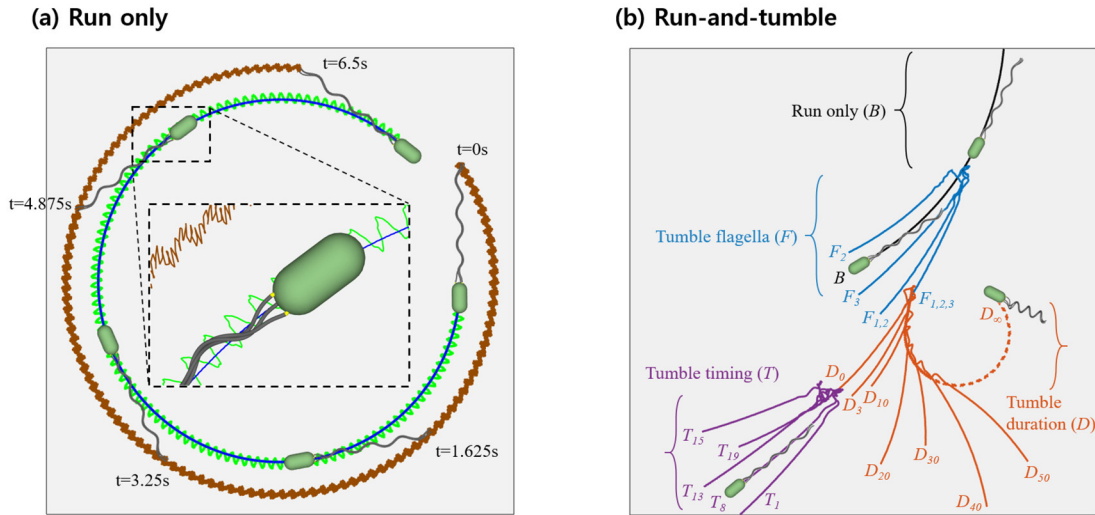 (a) Run only
t=6.5s
t=0s
t=4.875s
t=3.25s
t=1.625s
(b) Run-and-tumble
Run only (B)
Tumble flagella (F)
F2
B
F3
F1,2
F1,2,3
D∞
Tumble timing (T)
D0
D3
D10
Tumble
duration (D)
T15
T19
T13
T8
T1
D20
D30
D40
D50